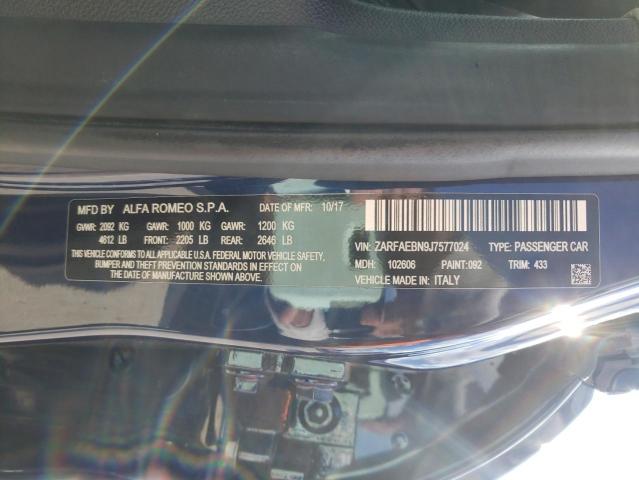 MFD BY ALFA ROMEO S.P.A. DATE OF MFR: 10/17
GVWR: 2092 KG GAWR: 1000 KG GAWR: 1200 KG
4612 LB FRONT: 2205 LB REAR: 2646 LB
THIS VEHICLE CONFORMS TO ALL APPLICABLE U.S.A. FEDERAL MOTOR VEHICLE SAFETY,
BUMPER, AND THEFT PREVENTION STANDARDS IN EFFECT
ON THE DATE OF MANUFACTURE SHOWN ABOVE.
VIN: ZARFAEBN9J7577024 TYPE: PASSENGER CAR
MDH: 102606 PAINT:092 TRIM: 433
VEHICLE MADE IN: ITALY